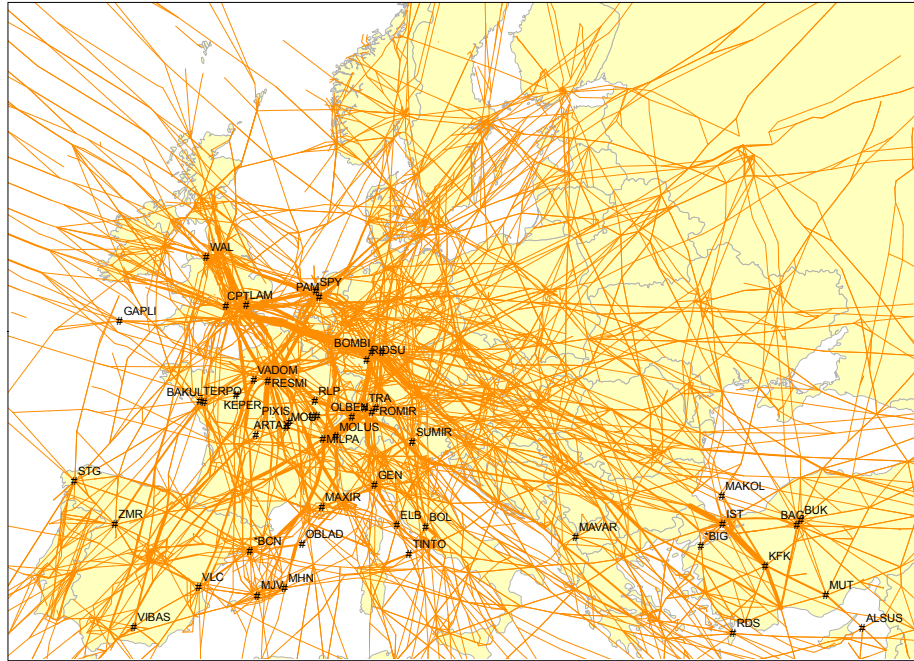 WAL
SPY
PAM
CPT
LAM
GAPLI
BOMBI
RIDSU
VADOM
RESMI
BAKUL
TERPO
KEPER
RLP
TRA
OLBEN
ROMIR
PIXIS
MOU
ARTAX
MOLUS
MILPA
SUMIR
STG
GEN
MAKOL
MAXIR
ZMR
ELB
BOL
IST
BAG
BUK
*BCN
OBLAD
TINTO
MAVAR
*BIG
KFK
VLC
MJV
MHN
MUT
VIBAS
RDS
ALSUS